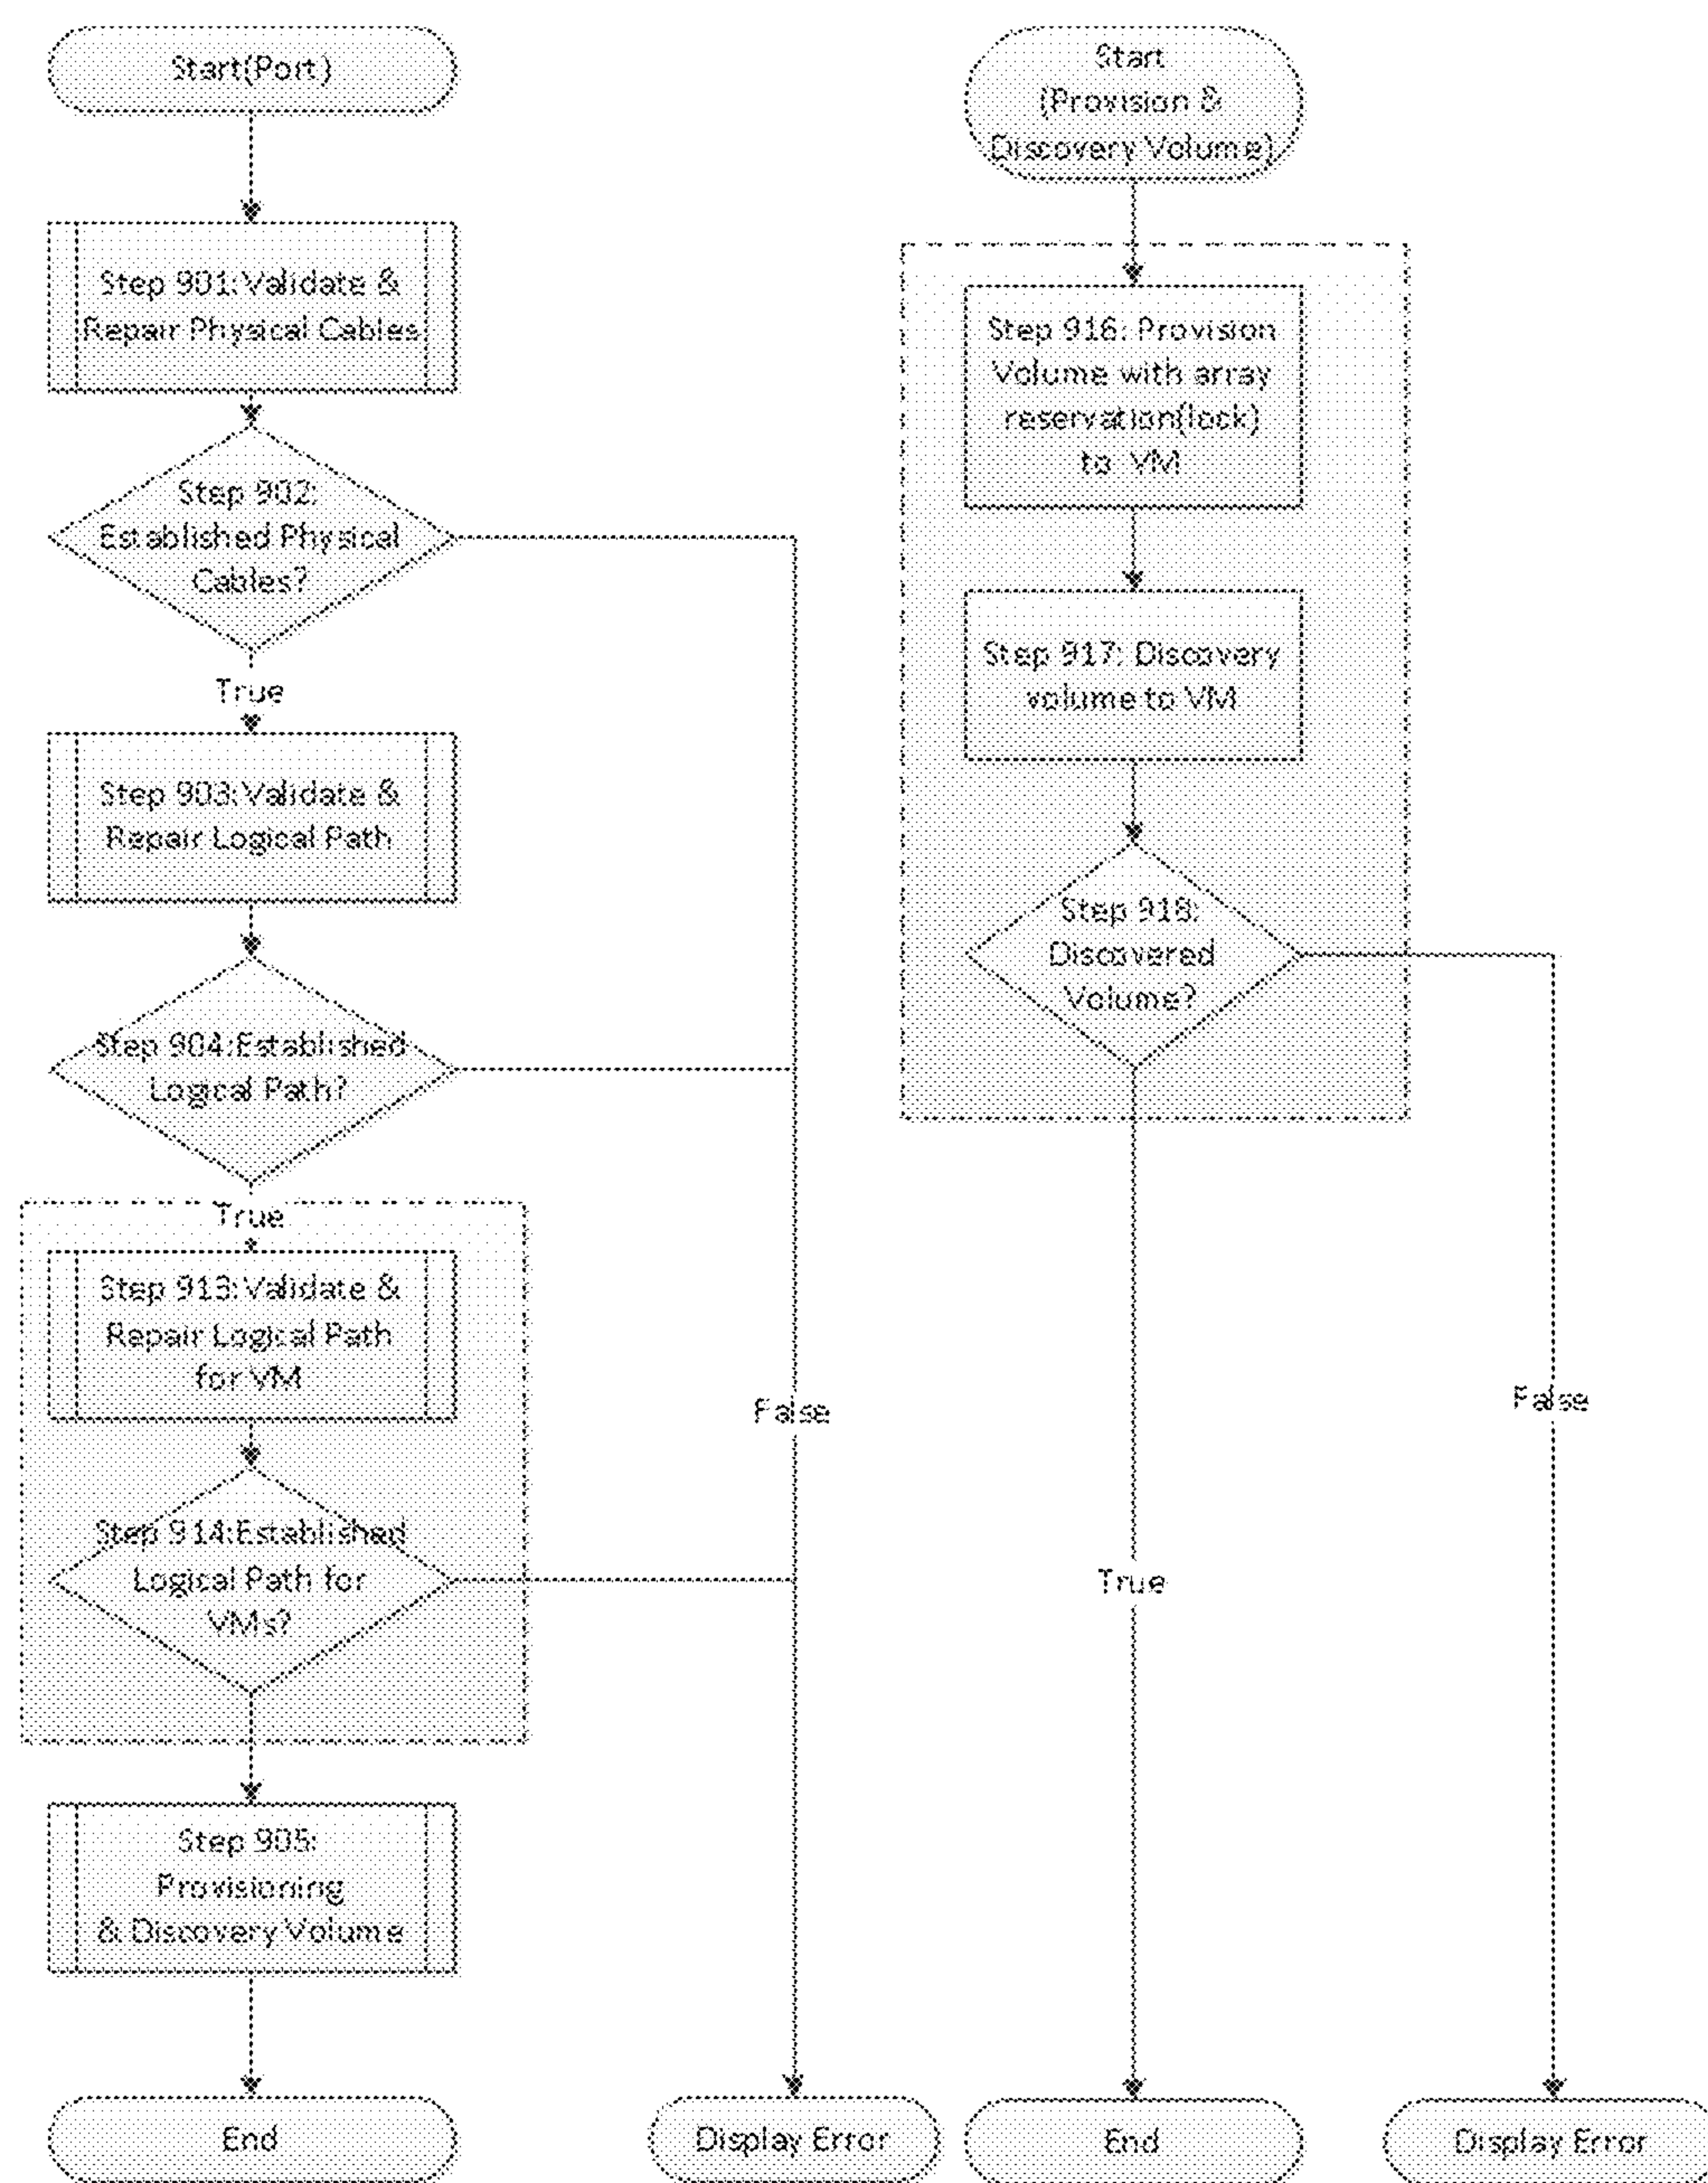 Start(Port)
Step 901:Validate &
Repair Physical Cables
Step 902:
Established Physical
Cables?
True
Step 903:Validate &
Repair Logical Path
Step 904:Established
Logical Path?
True
Step 913:Validate &
Repair Logical Path
for VM
Step 914:Established
Logical Path for
VMs?
Step 905:
Provisioning
& Discovery Volume
End
False
Display Error
Start
(Provision &
Discovery Volume)
Step 916: Provision
Volume with array
reservation(lock)
to VM
Step 917: Discovery
volume to VM
Step 918:
Discovered
Volume?
True
End
False
Display Error